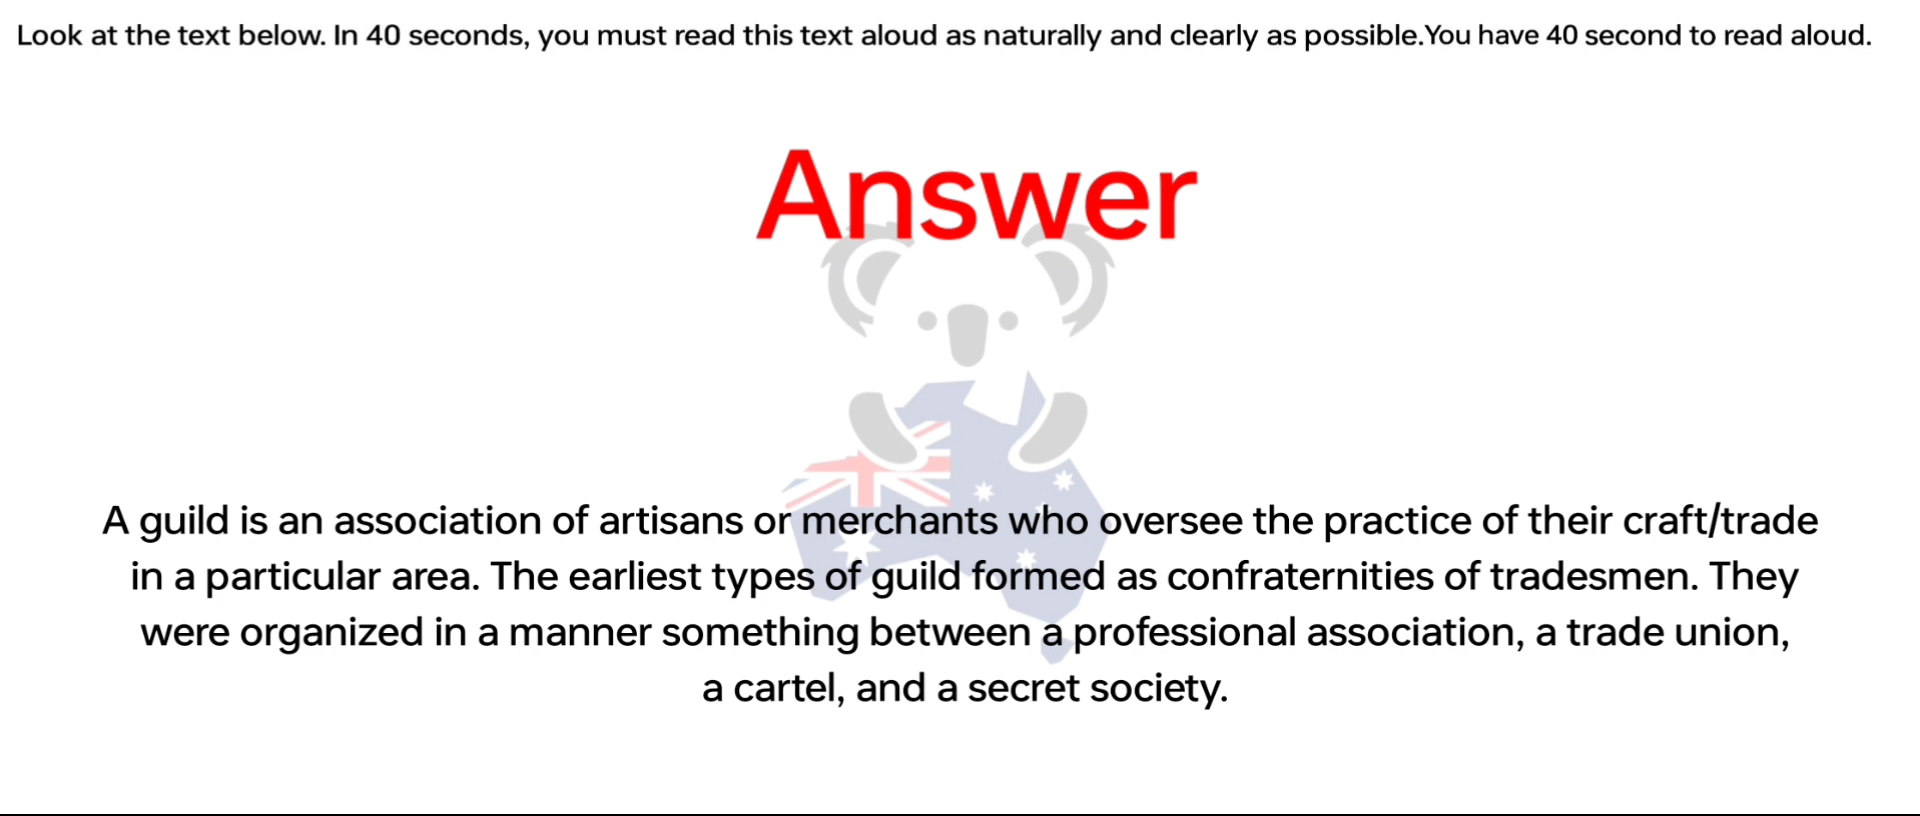 Look at the text below. In 40 seconds, you must read this text aloud as naturally and clearly as possible.You have 40 second to read aloud.
Answer
A guild is an association of artisans or merchants who oversee the practice of their craft/trade
in a particular area. The earliest types of guild formed as confraternities of tradesmen. They
were organized in a manner something between a professional association, a trade union,
a cartel, and a secret society.